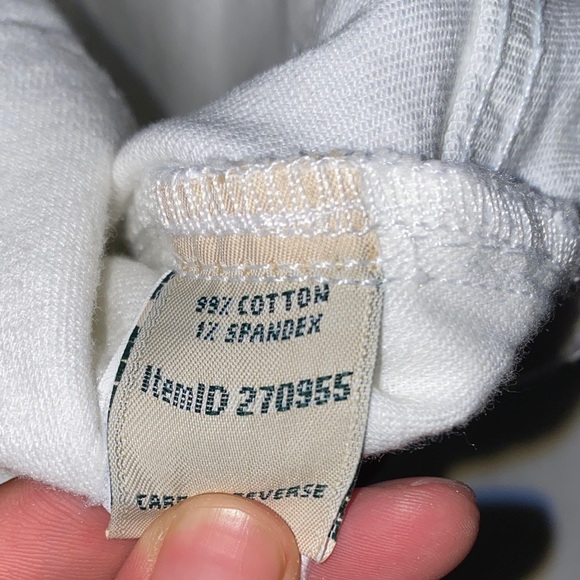 99% COTTON
1% SPANDEX
ItemID 270955
REVERSE